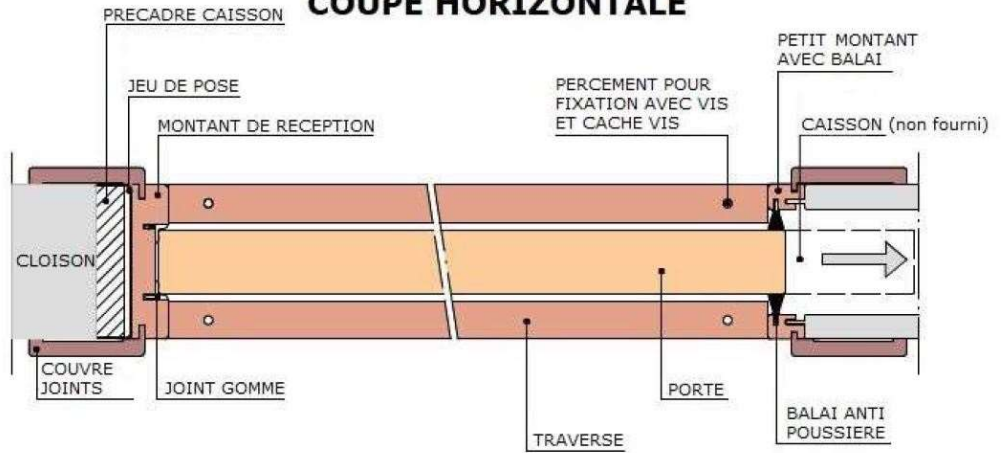 COUPE HORIZONTALE
PRECADRE CAISSON
JEU DE POSE
MONTANT DE RECEPTION
PERCEMENT POUR
FIXATION AVEC VIS
ET CACHE VIS
PETIT MONTANT
AVEC BALAI
CAISSON (non fourni)
CLOISON
COUVRE
JOINTS
JOINT GOMME
TRAVERSE
PORTE
BALAI ANTI
POUSSIERE